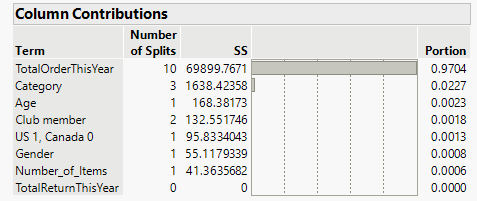 Column Contributions
Number
Term of Splits SS Portion
TotalOrderThisYear 10 69899.7671 0.9704
Category 3 1638.42358 0.0227
Age 1 168.38173 0.0023
Club member 2 132.551746 0.0018
US 1, Canada 0 1 95.8334043 0.0013
Gender 1 55.1179339 0.0008
Number_of_Items 1 41.3635682 0.0006
TotalReturnThisYear 0 0 0.0000